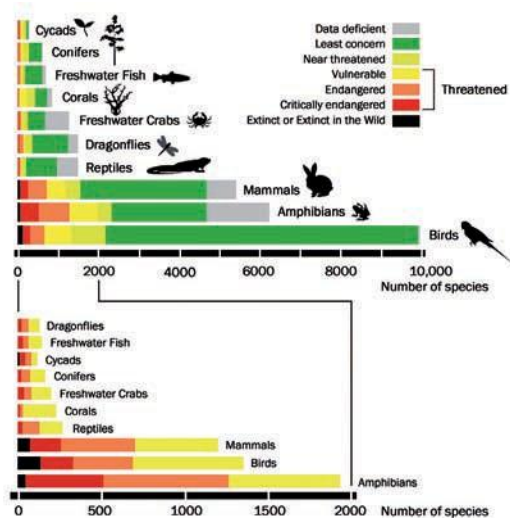 Cycads
Conifers
Freshwater Fish
Corals
Freshwater Crabs
Dragonflies
Reptiles
Mammals
Amphibians
Birds
Data deficient
Least concern
Near threatened
Vulnerable
Endangered
Critically endangered
Extinct or Extinct in the Wild
Threatened
0 2000 4000 6000 8000 10,000
Number of species
Dragonflies
Freshwater Fish
Cycads
Conifers
Freshwater Crabs
Corals
Reptiles
Mammals
Birds
Amphibians
0 500 1000 1500 2000
Number of species